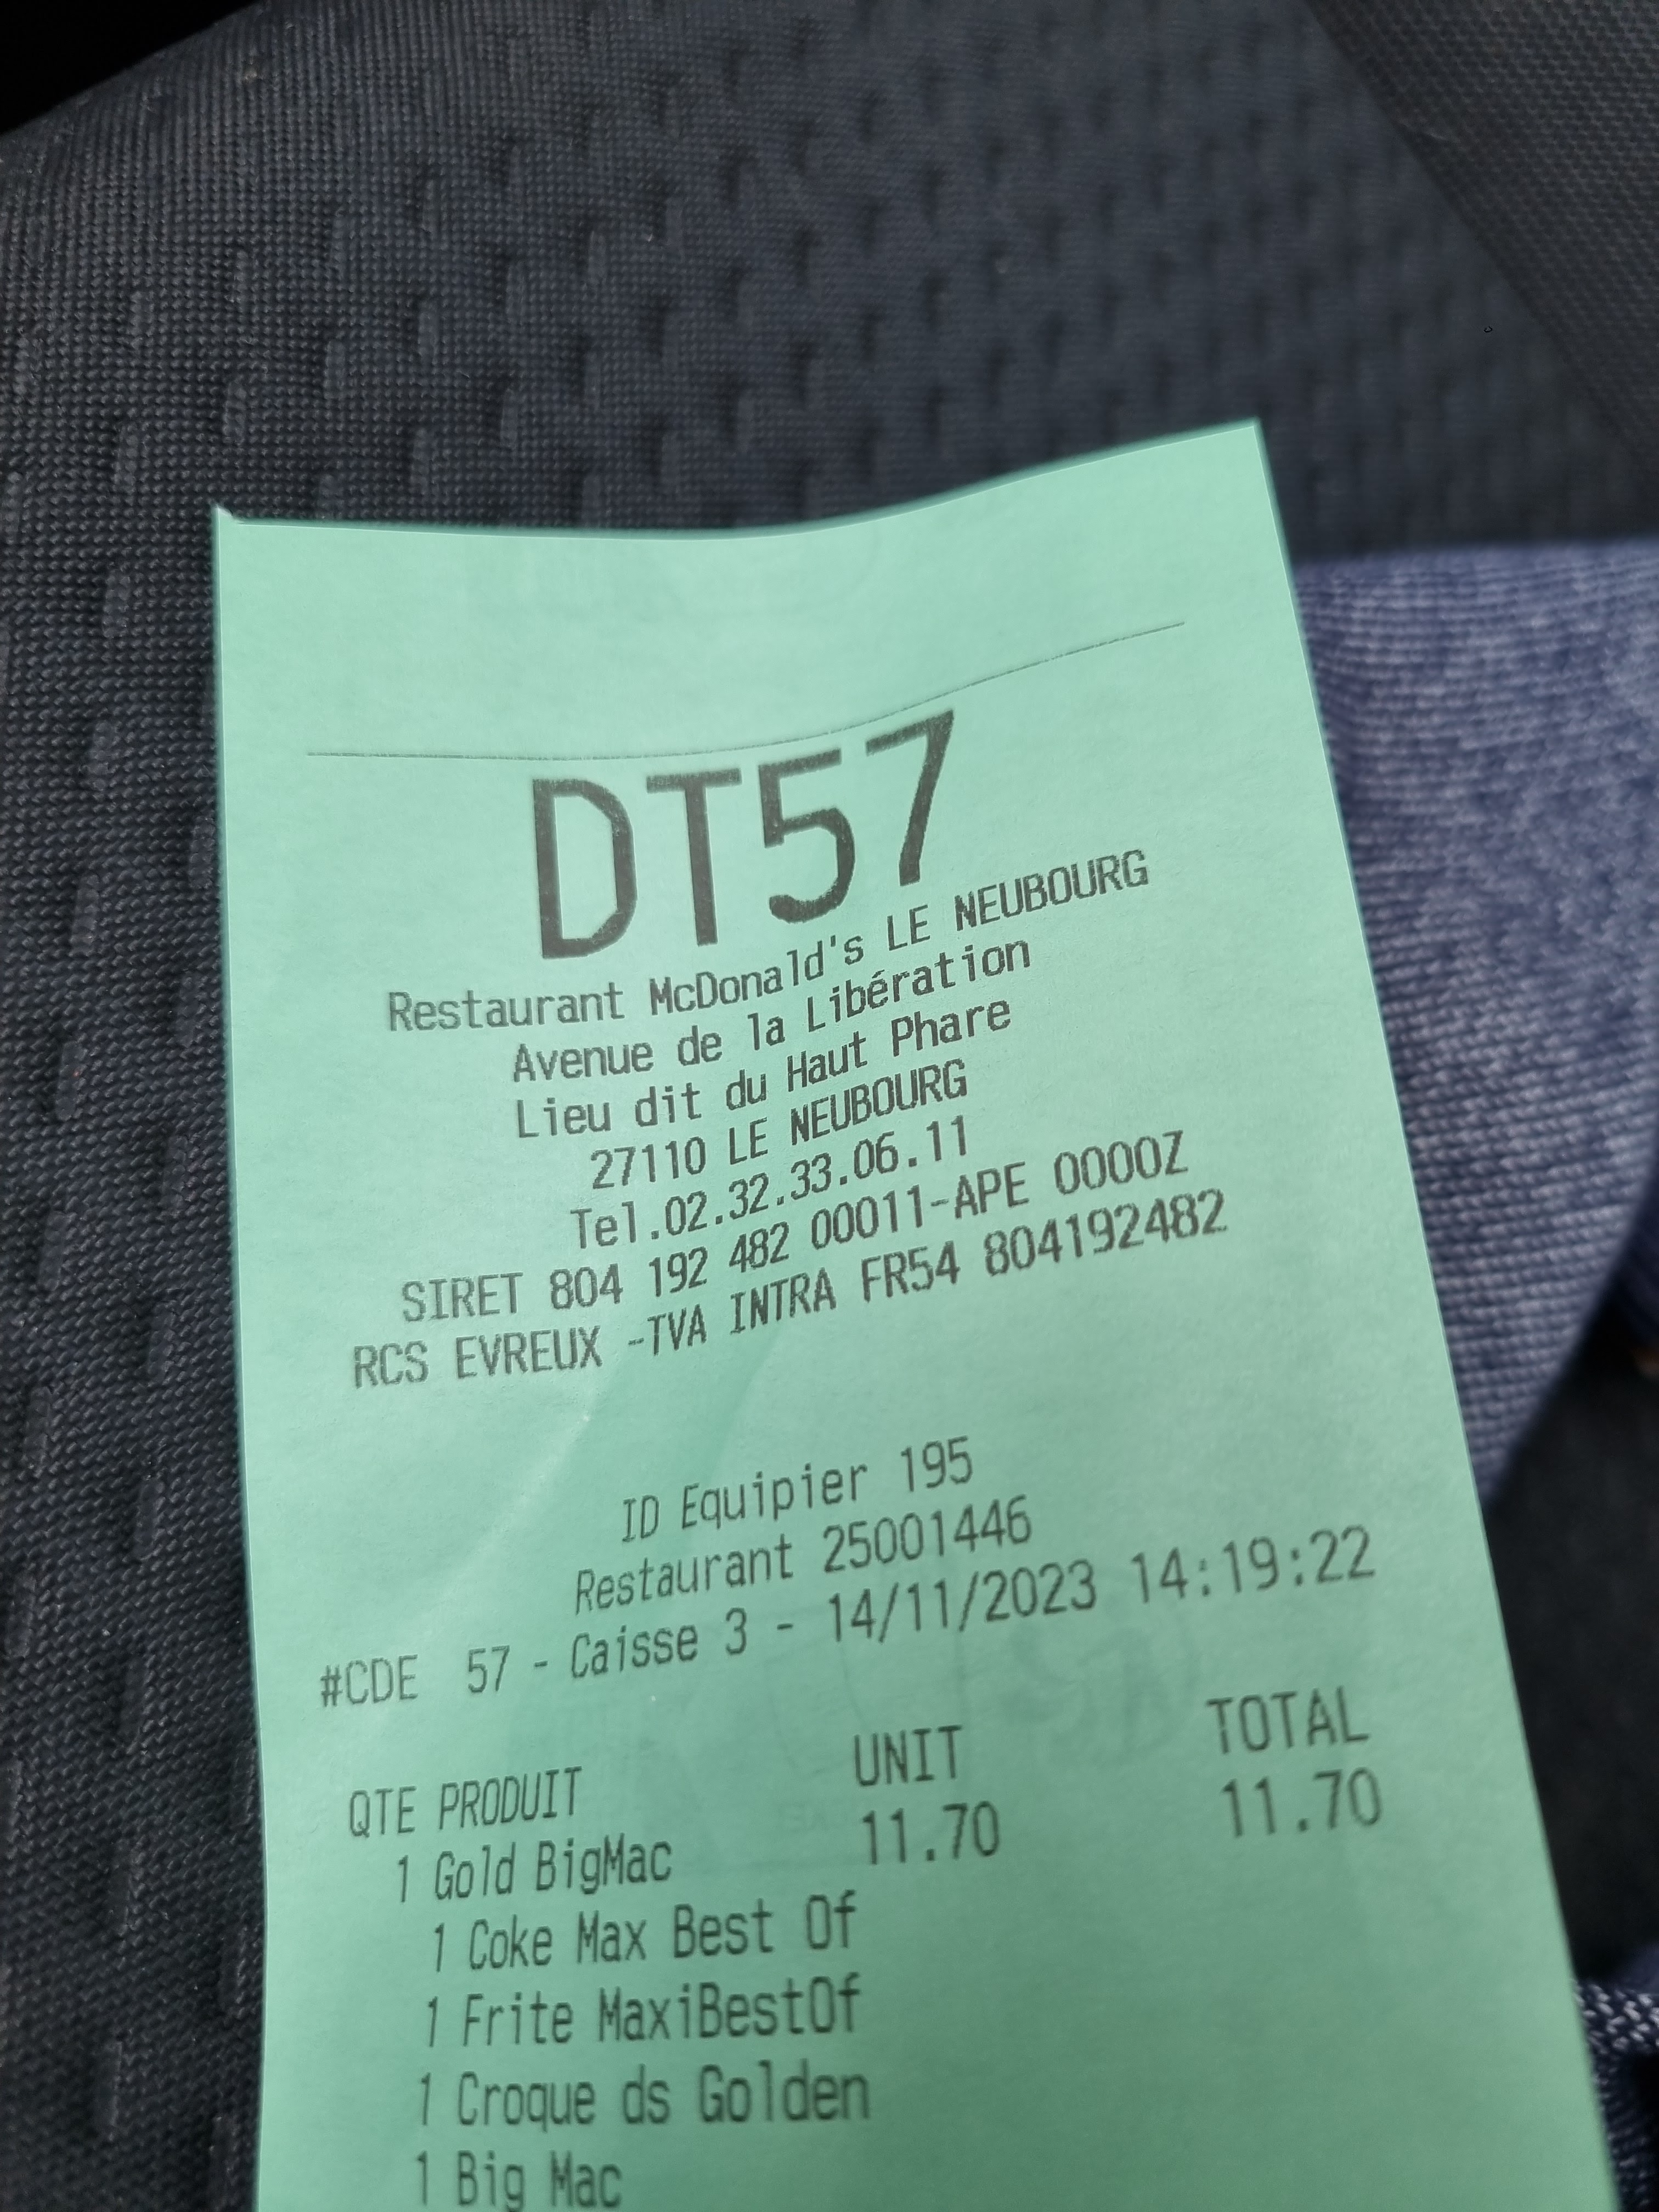 DT57
Restaurant McDonald's LE NEUBOURG
Avenue de la Libération
Lieu dit du Haut Phare
27110 LE NEUBOURG
Tel.02.32.33.06.11
SIRET 804 192 482 00011-APE 0000Z
RCS EVREUX -TVA INTRA FR54 804192482
ID Equipier 195
Restaurant 25001446
#CDE 57 - Caisse 3 - 14/11/2023 14:19:22
QTE PRODUIT UNIT TOTAL
1 Gold BigMac 11.70 11.70
1 Coke Max Best Of
1 Frite MaxiBestOf
1 Croque ds Golden
1 Big Mac